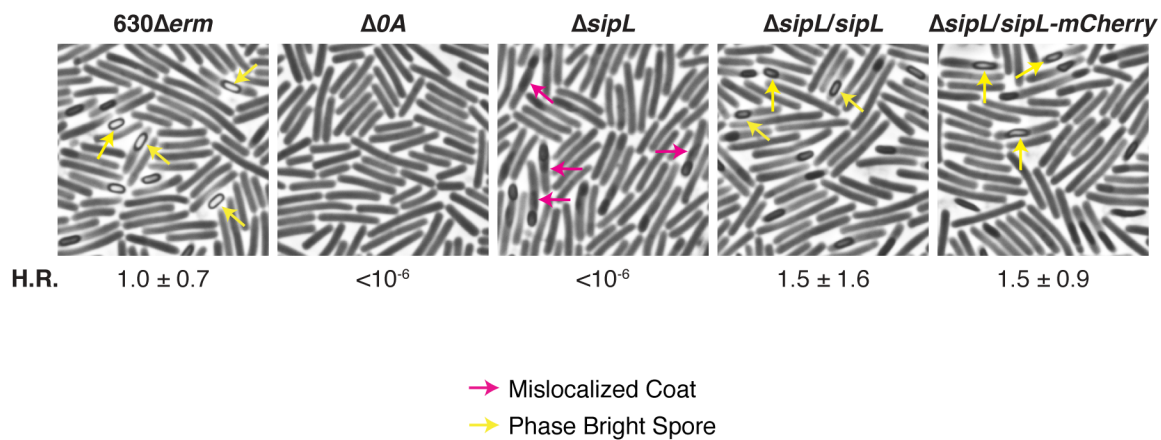 630Δerm Δ0A ΔsipL ΔsipL/sipL ΔsipL/sipL-mCherry
H.R. 1.0 ± 0.7 <10⁻⁶ <10⁻⁶ 1.5 ± 1.6 1.5 ± 0.9
Mislocalized Coat
Phase Bright Spore